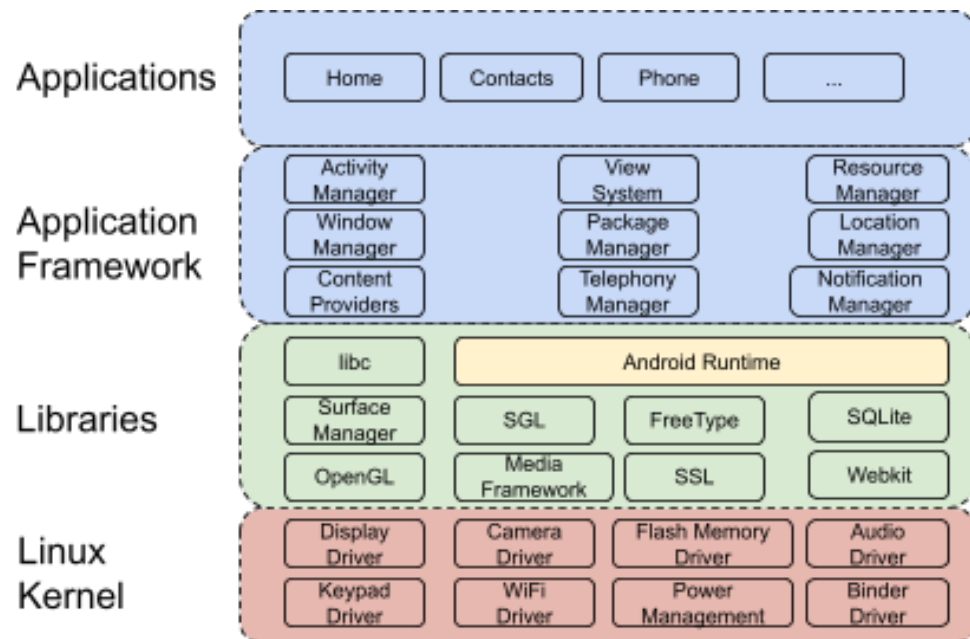 Applications
Home
Contacts
Phone
...
Application
Framework
Activity
Manager
View
System
Resource
Manager
Window
Manager
Package
Manager
Location
Manager
Content
Providers
Telephony
Manager
Notification
Manager
Libraries
libc
Android Runtime
Surface
Manager
SGL
FreeType
SQLite
OpenGL
Media
Framework
SSL
Webkit
Linux
Kernel
Display
Driver
Camera
Driver
Flash Memory
Driver
Audio
Driver
Keypad
Driver
WiFi
Driver
Power
Management
Binder
Driver